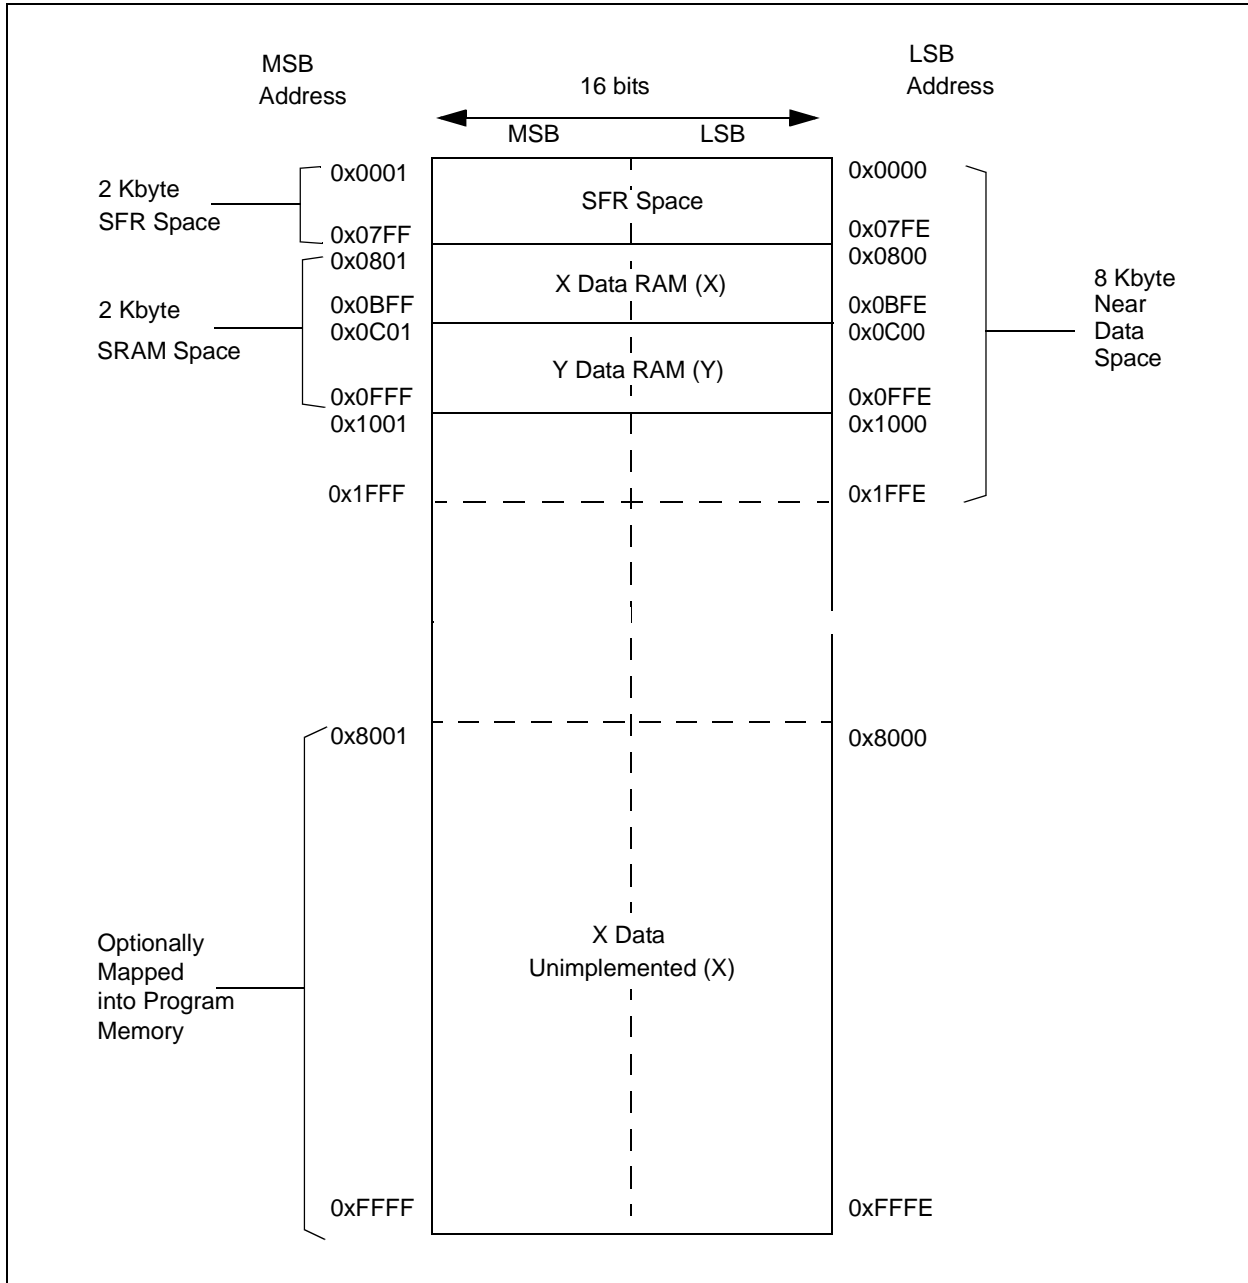 MSB
Address
LSB
Address
16 bits
MSB
LSB
2 Kbyte
SFR Space
0x0001
SFR Space
0x0000
0x07FF
0x07FE
2 Kbyte
SRAM Space
0x0801
X Data RAM (X)
0x0800
0x0BFF
0x0BFE
0x0C01
0x0C00
Y Data RAM (Y)
0x0FFF
0x0FFE
0x1001
0x1000
8 Kbyte
Near
Data
Space
0x1FFF
0x1FFE
0x8001
0x8000
Optionally
Mapped
into Program
Memory
X Data
Unimplemented (X)
0xFFFF
0xFFFE